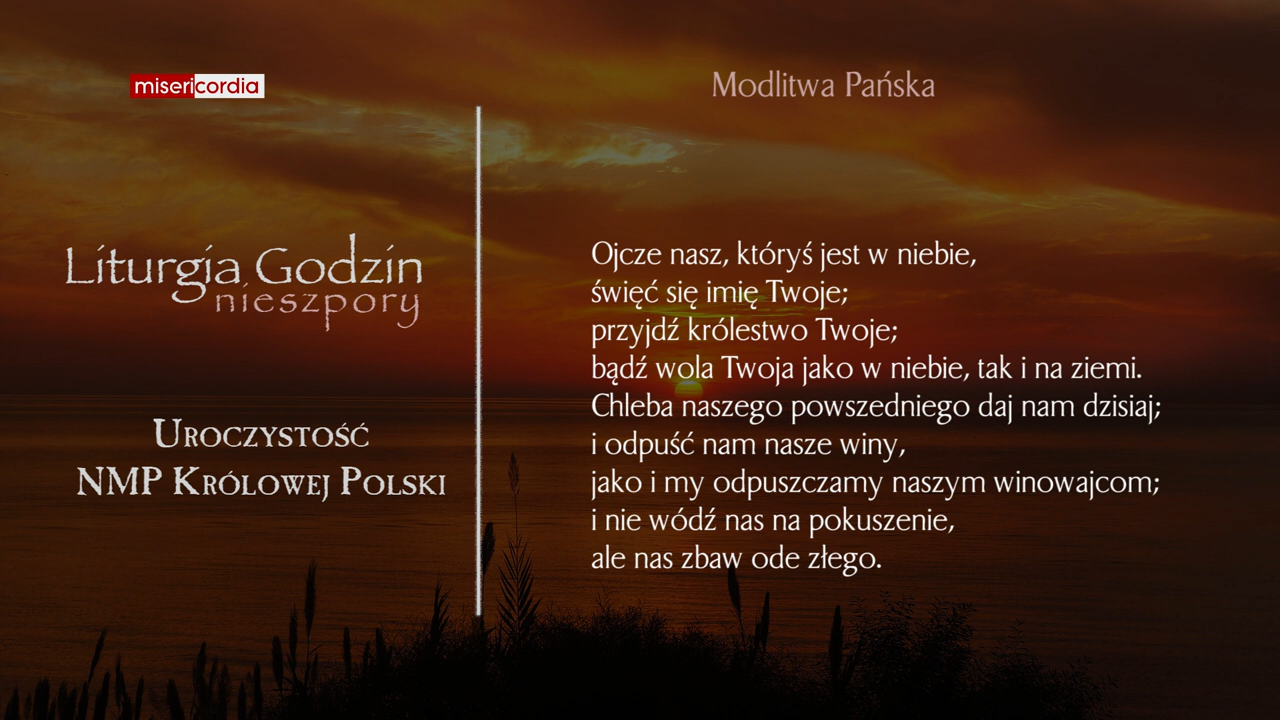 misericordia
Liturgia Godzin
nieszpory
Uroczystość
NMP Królowej Polski
Modlitwa Pańska
Ojcze nasz, któryś jest w niebie,
święć się imię Twoje;
przyjdź królestwo Twoje;
bądź wola Twoja jako w niebie, tak i na ziemi.
Chleba naszego powszedniego daj nam dzisiaj;
i odpuść nam nasze winy,
jako i my odpuszczamy naszym winowajcom;
i nie wódź nas na pokuszenie,
ale nas zbaw ode złego.